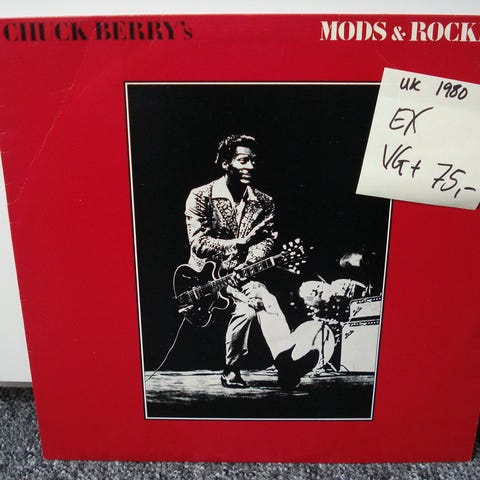 CHUCK BERRY's
MODS & ROCK
UK 1980
EX
VG+ 75,-